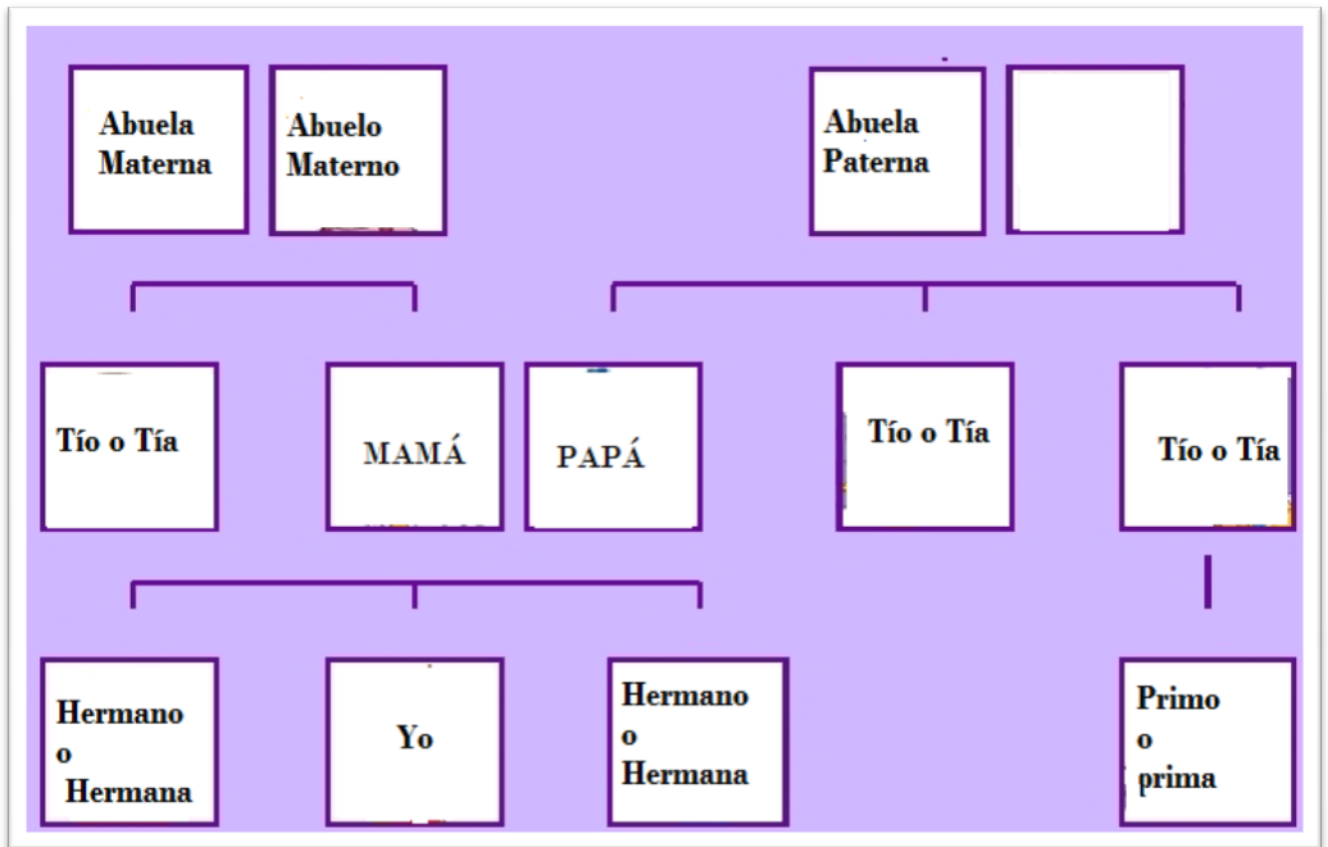 Abuela
Materna
Abuelo
Materno
Abuela
Paterna
Tío o Tía
MAMÁ
PAPÁ
Tío o Tía
Tío o Tía
Hermano
o
Hermana
Yo
Hermano
o
Hermana
Primo
o
prima